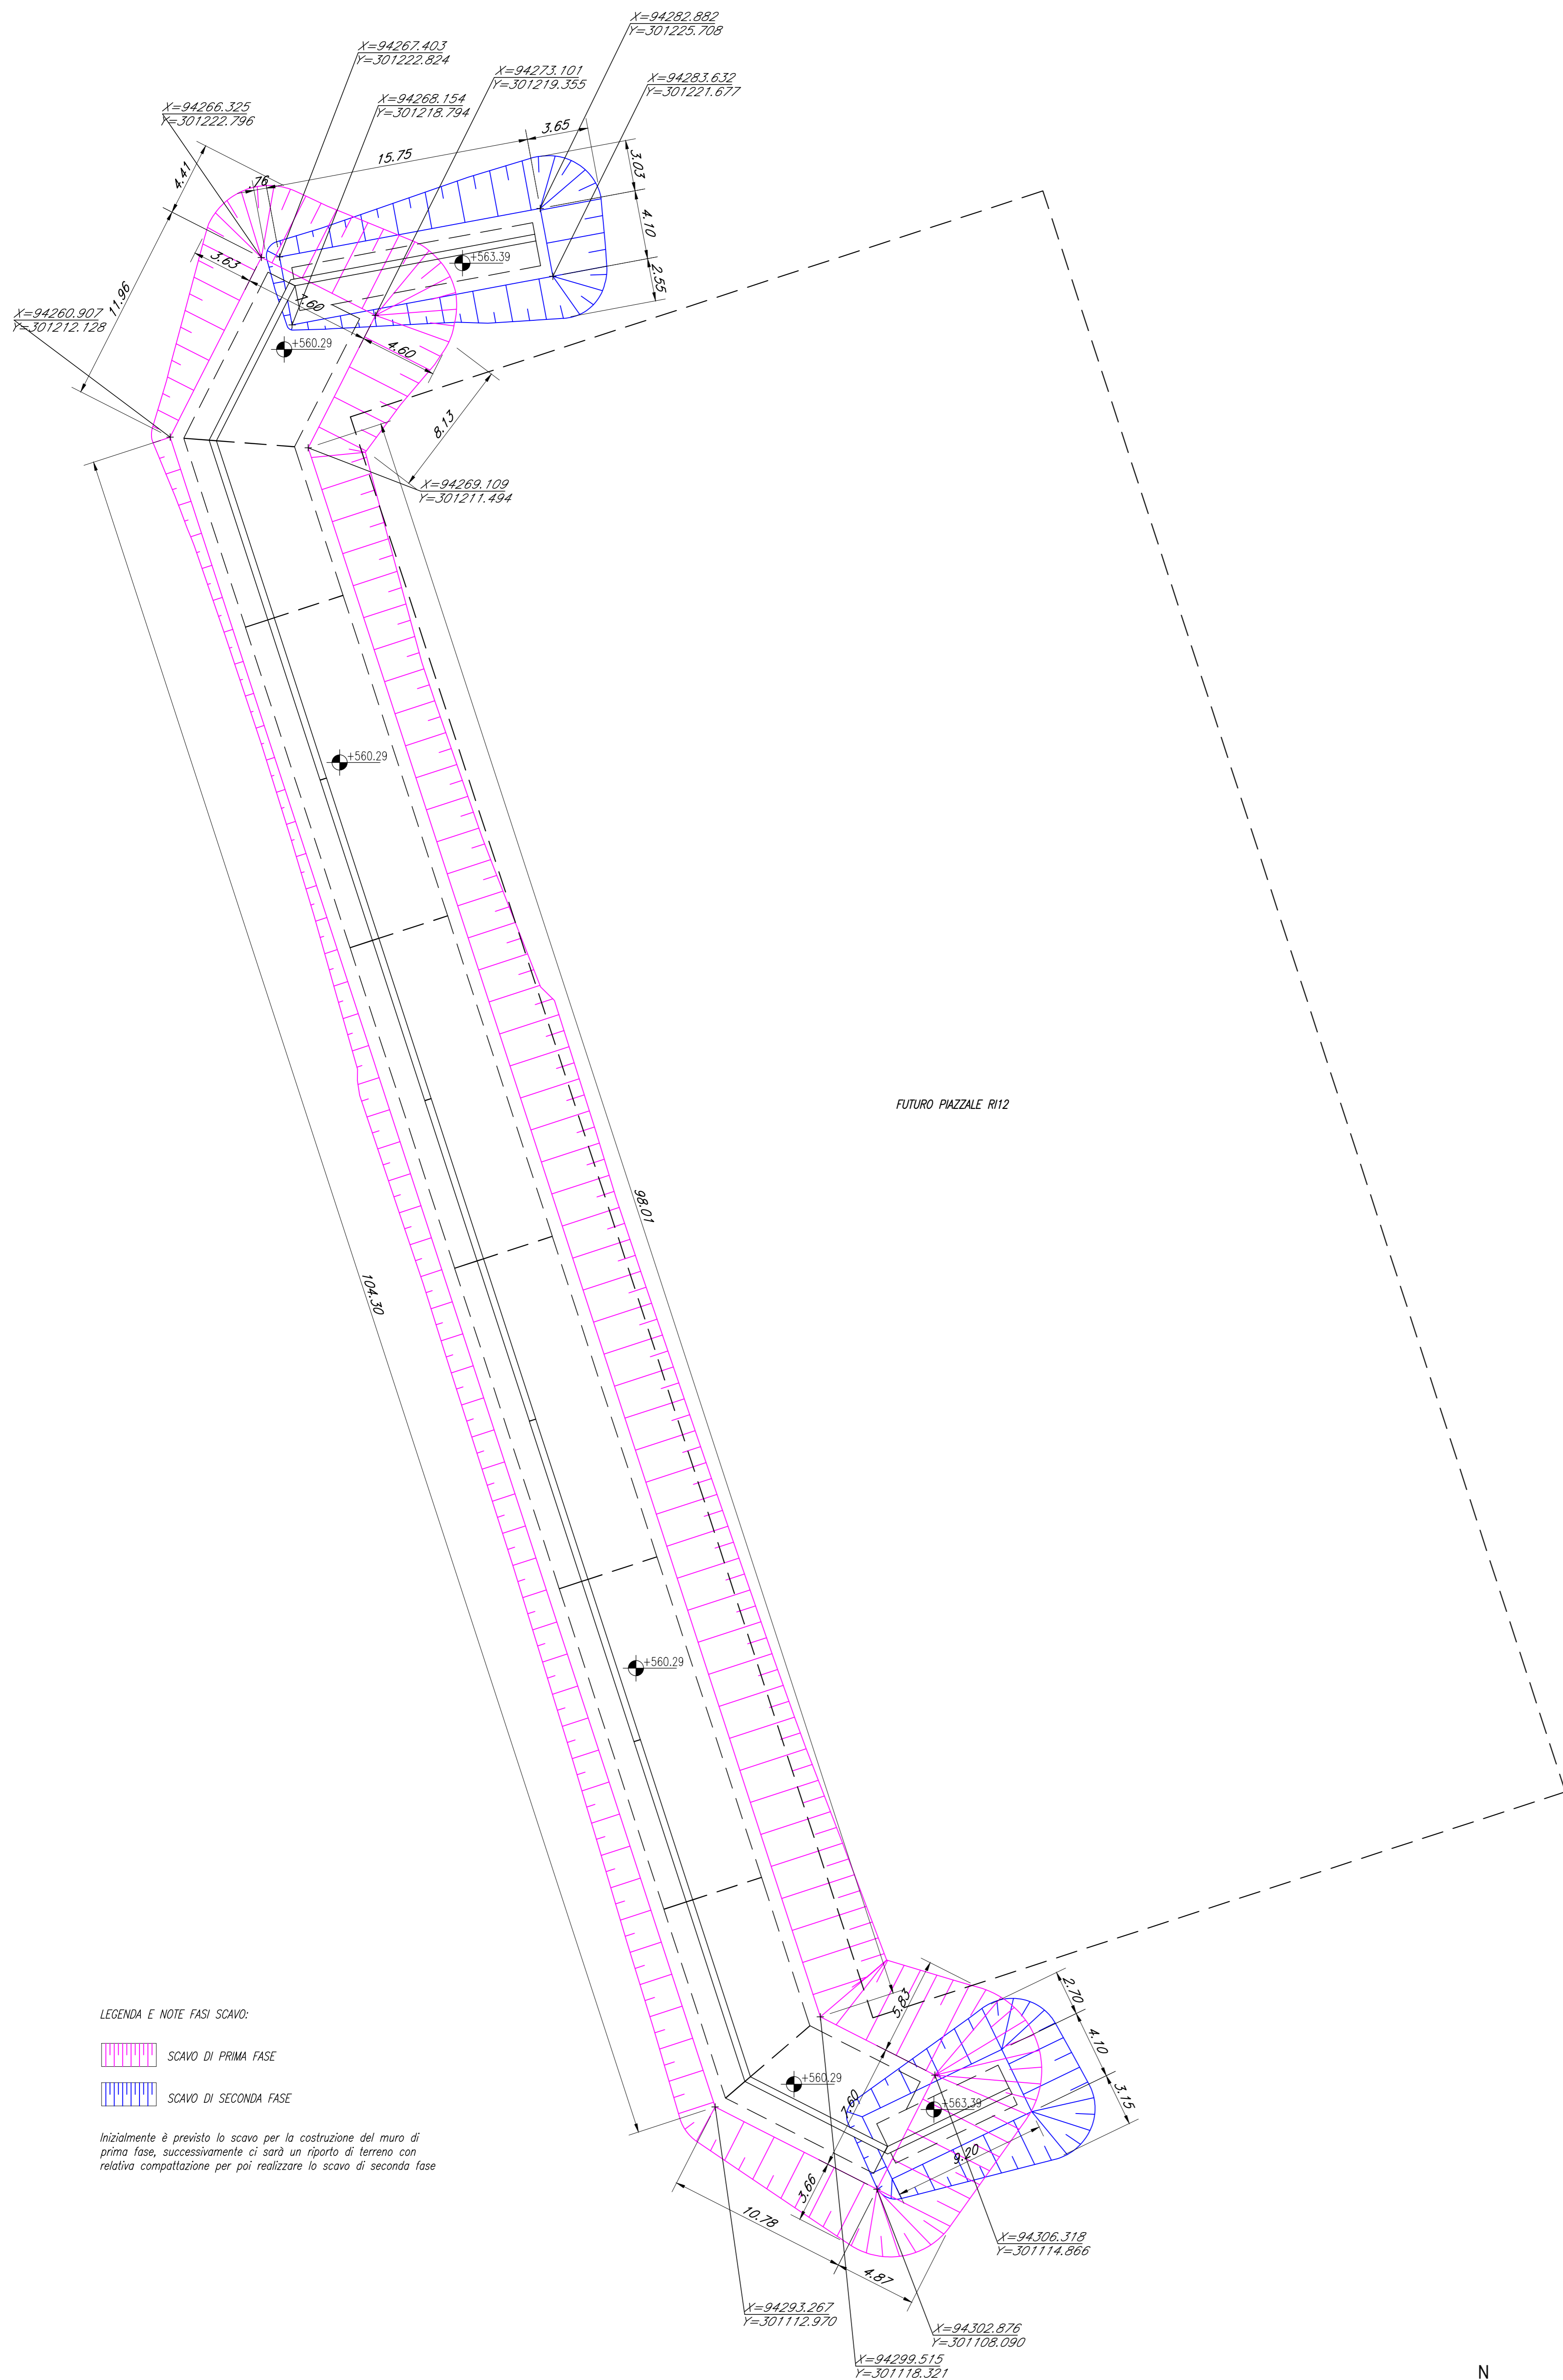 X=94282.882
Y=301225.708
X=94267.403
Y=301222.824
X=94273.101
Y=301219.355
X=94283.632
Y=301221.677
X=94268.154
Y=301218.794
X=94266.325
Y=301222.796
3.65
15.75
3.03
4.41
.76
4.10
3.63
+563.39
2.55
11.96
7.60
X=94260.907
Y=301212.128
+560.29
4.60
8.13
X=94269.109
Y=301211.494
+560.29
FUTURO PIAZZALE RI12
98.01
104.30
+560.29
LEGENDA E NOTE FASI SCAVO:
SCAVO DI PRIMA FASE
SCAVO DI SECONDA FASE
Inizialmente è previsto lo scavo per la costruzione del muro di
prima fase, successivamente ci sarà un riporto di terreno con
relativa compattazione per poi realizzare lo scavo di seconda fase
5.83
2.70
4.10
+560.29
3.15
7.60
+563.39
9.20
3.66
10.78
X=94306.318
Y=301114.866
4.87
X=94293.267
Y=301112.970
X=94302.876
Y=301108.090
X=94299.515
Y=301118.321
N